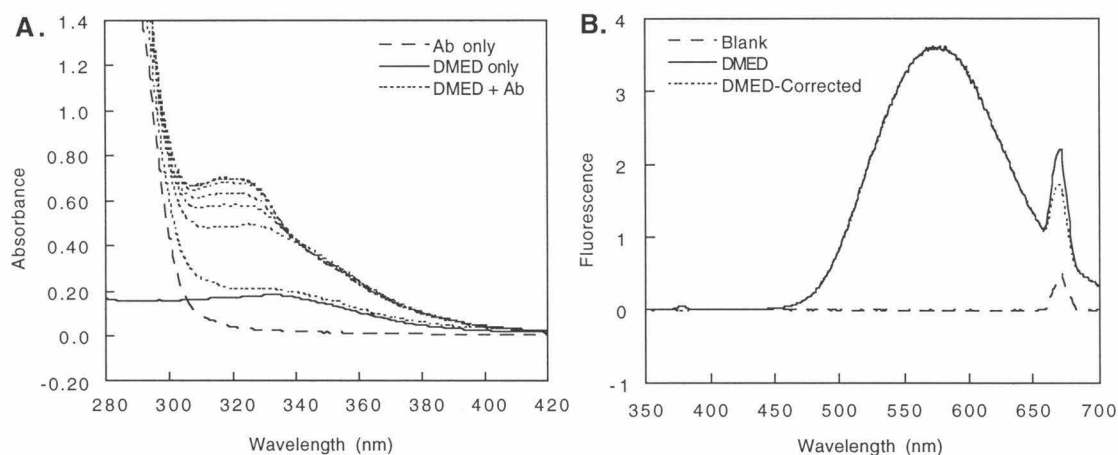 A.
Ab only
DMED only
DMED + Ab
1.4
1.2
1.0
0.80
0.60
0.40
0.20
0.0
-0.20
Absorbance
280 300 320 340 360 380 400 420
Wavelength (nm)
B.
Blank
DMED
DMED-Corrected
4
3
2
1
0
-1
Fluorescence
350 400 450 500 550 600 650 700
Wavelength (nm)